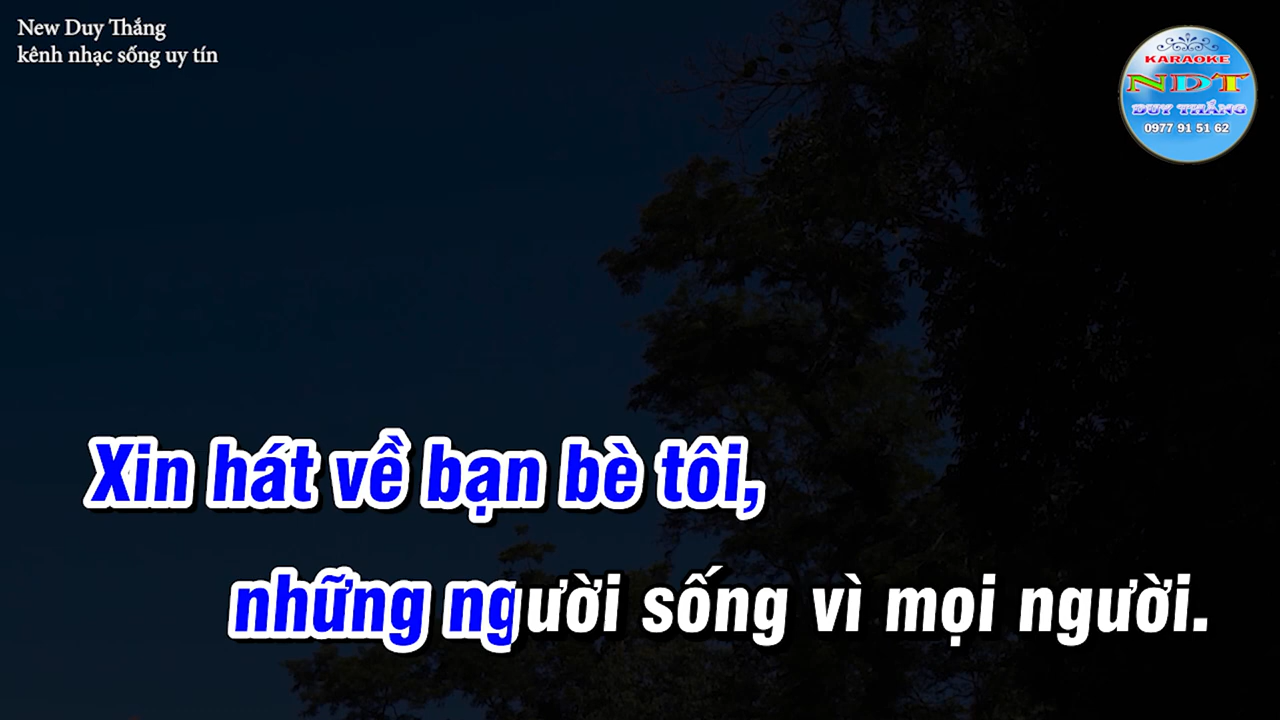 New Duy Thắng
kênh nhạc sống uy tín
KARAOKE
NDT
DUY THẮNG
0977 91 51 62
Xin hát về bạn bè tôi,
những người sống vì mọi người.